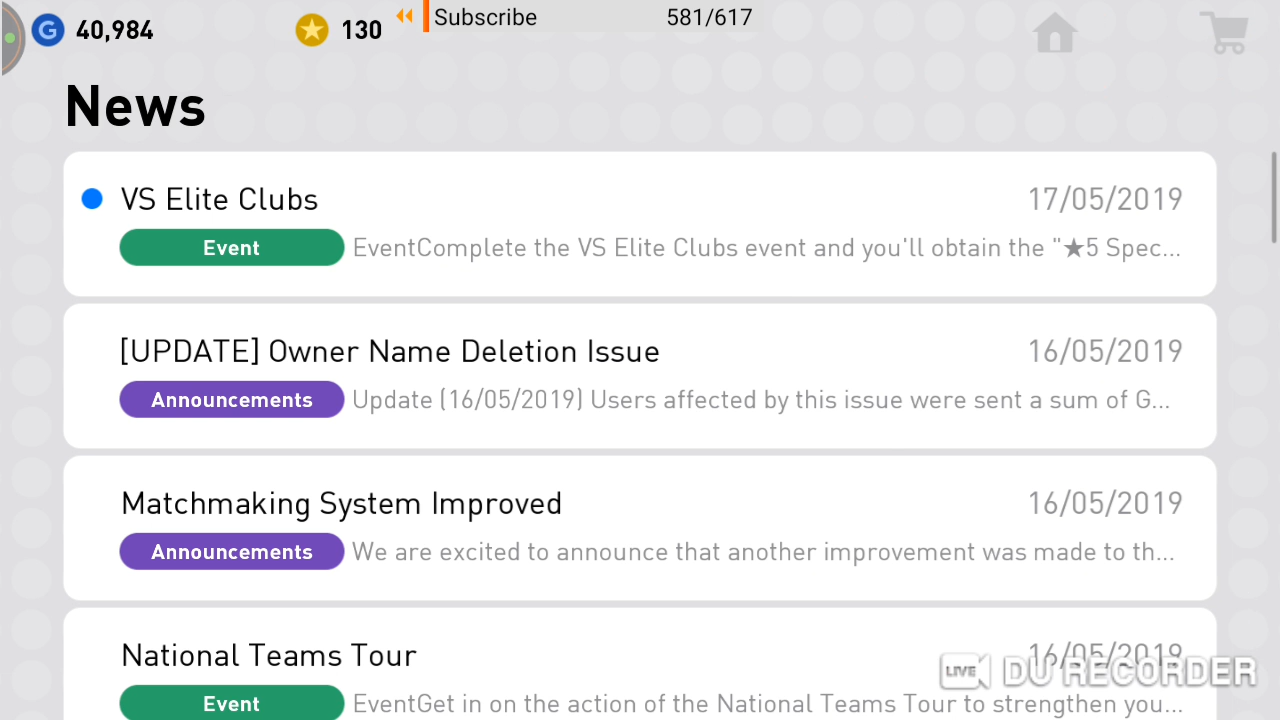 G 40,984 130 Subscribe 581/617
News
VS Elite Clubs 17/05/2019
Event EventComplete the VS Elite Clubs event and you'll obtain the "★5 Spec...
[UPDATE] Owner Name Deletion Issue 16/05/2019
Announcements Update (16/05/2019) Users affected by this issue were sent a sum of G...
Matchmaking System Improved 16/05/2019
Announcements We are excited to announce that another improvement was made to th...
National Teams Tour 16/05/2019
LIVE DU RECORDER
Event EventGet in on the action of the National Teams Tour to strengthen you...